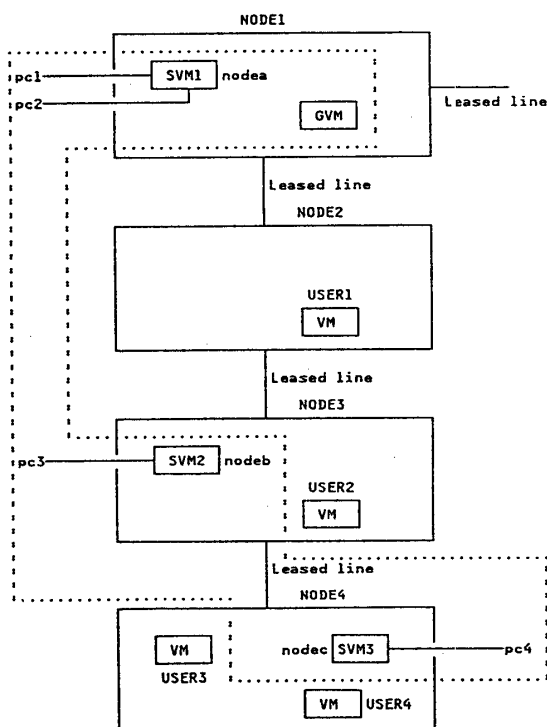 NODE1
pc1
SVM1
nodea
pc2
GVM
Leased line
Leased line
NODE2
USER1
VM
Leased line
NODE3
pc3
SVM2
nodeb
USER2
VM
Leased line
NODE4
VM
USER3
nodec
SVM3
pc4
VM
USER4